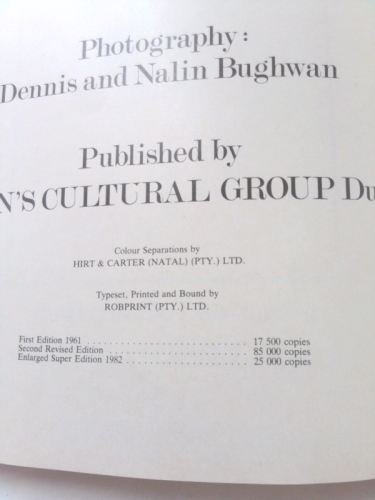 Photography:
Dennis and Nalin Bughwan
Published by
N'S CULTURAL GROUP Du
Colour Separations by
HIRT & CARTER (NATAL) (PTY.) LTD.
Typeset, Printed and Bound by
ROBPRINT (PTY.) LTD.
First Edition 1961 . . . . . . . . . . . . . . . . . . . . . . . . . . . 17 500 copies
Second Revised Edition . . . . . . . . . . . . . . . . . . . . . . . 85 000 copies
Enlarged Super Edition 1982 . . . . . . . . . . . . . . . . . . . . 25 000 copies